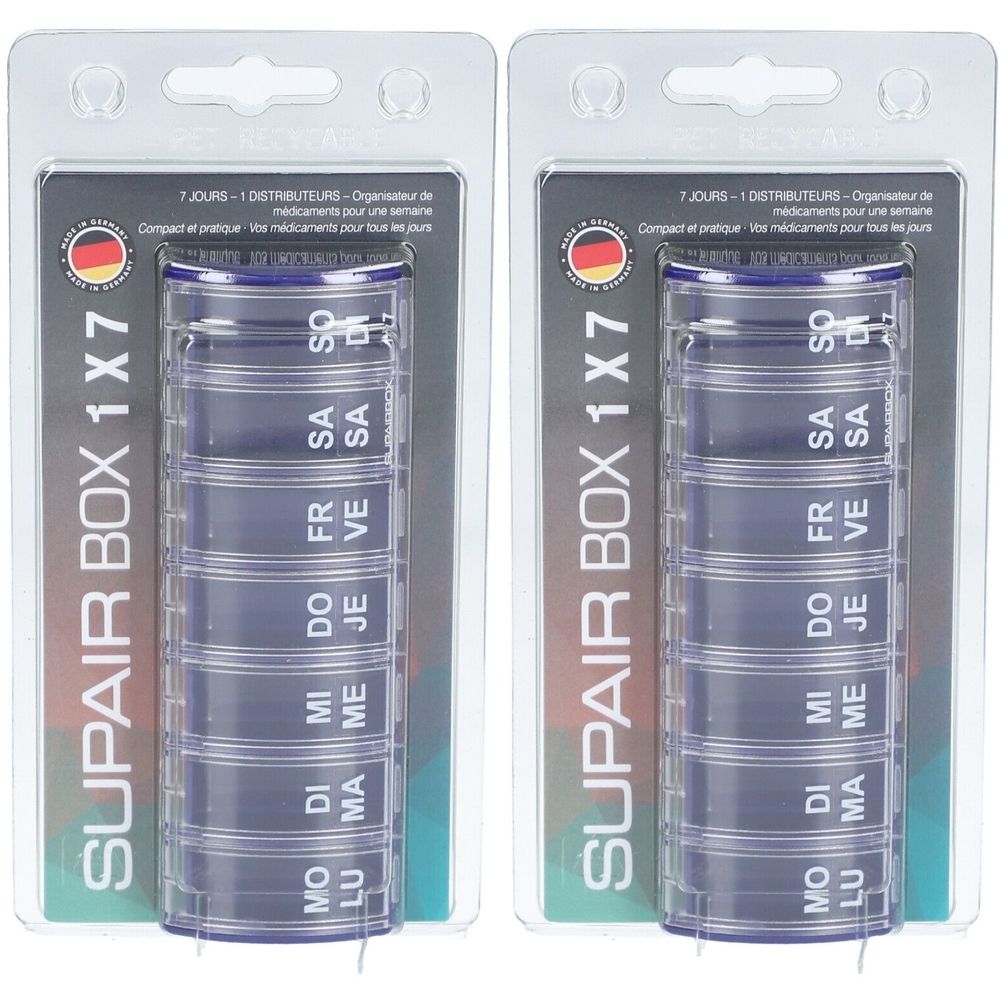 PET RECYCABLE
7 JOURS – 1 DISTRIBUTEURS – Organisateur de
médicaments pour une semaine
Compact et pratique · Vos médicaments pour tous les jours
MADE IN GERMANY
MADE IN GERMANY
SUPAIR BOX 1 X 7
SO
DI
SA
SA
FR
VE
DO
JE
MI
ME
DI
MA
MO
LU
SUPAIRBOX 7
PET RECYCABLE
7 JOURS – 1 DISTRIBUTEURS – Organisateur de
médicaments pour une semaine
Compact et pratique · Vos médicaments pour tous les jours
MADE IN GERMANY
MADE IN GERMANY
SUPAIR BOX 1 X 7
SO
DI
SA
SA
FR
VE
DO
JE
MI
ME
DI
MA
MO
LU
SUPAIRBOX 7